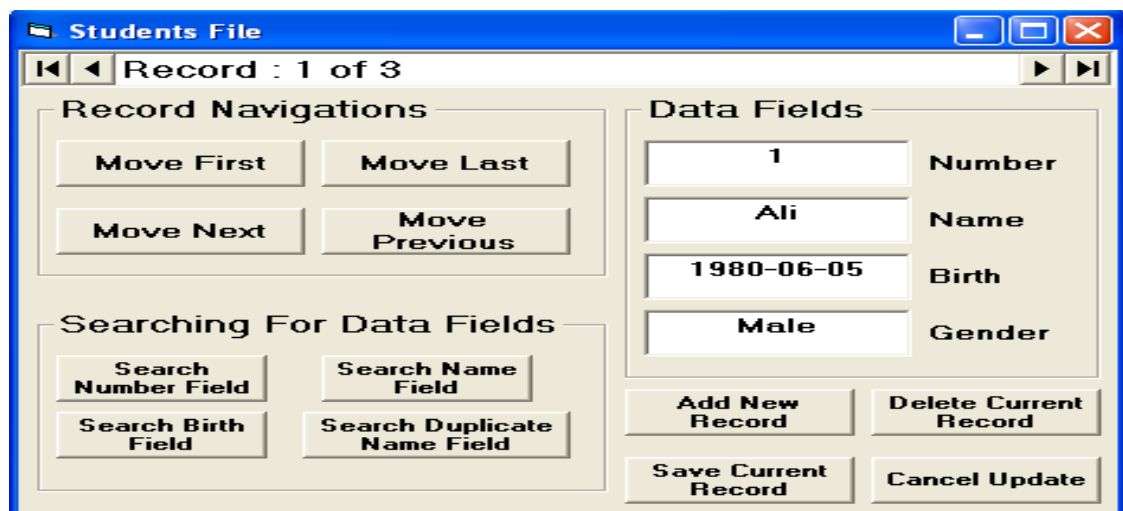 Students File
Record : 1 of 3
Record Navigations
Move First
Move Last
Move Next
Move
Previous
Searching For Data Fields
Search
Number Field
Search Name
Field
Search Birth
Field
Search Duplicate
Name Field
Data Fields
1
Number
Ali
Name
1980-06-05
Birth
Male
Gender
Add New
Record
Delete Current
Record
Save Current
Record
Cancel Update